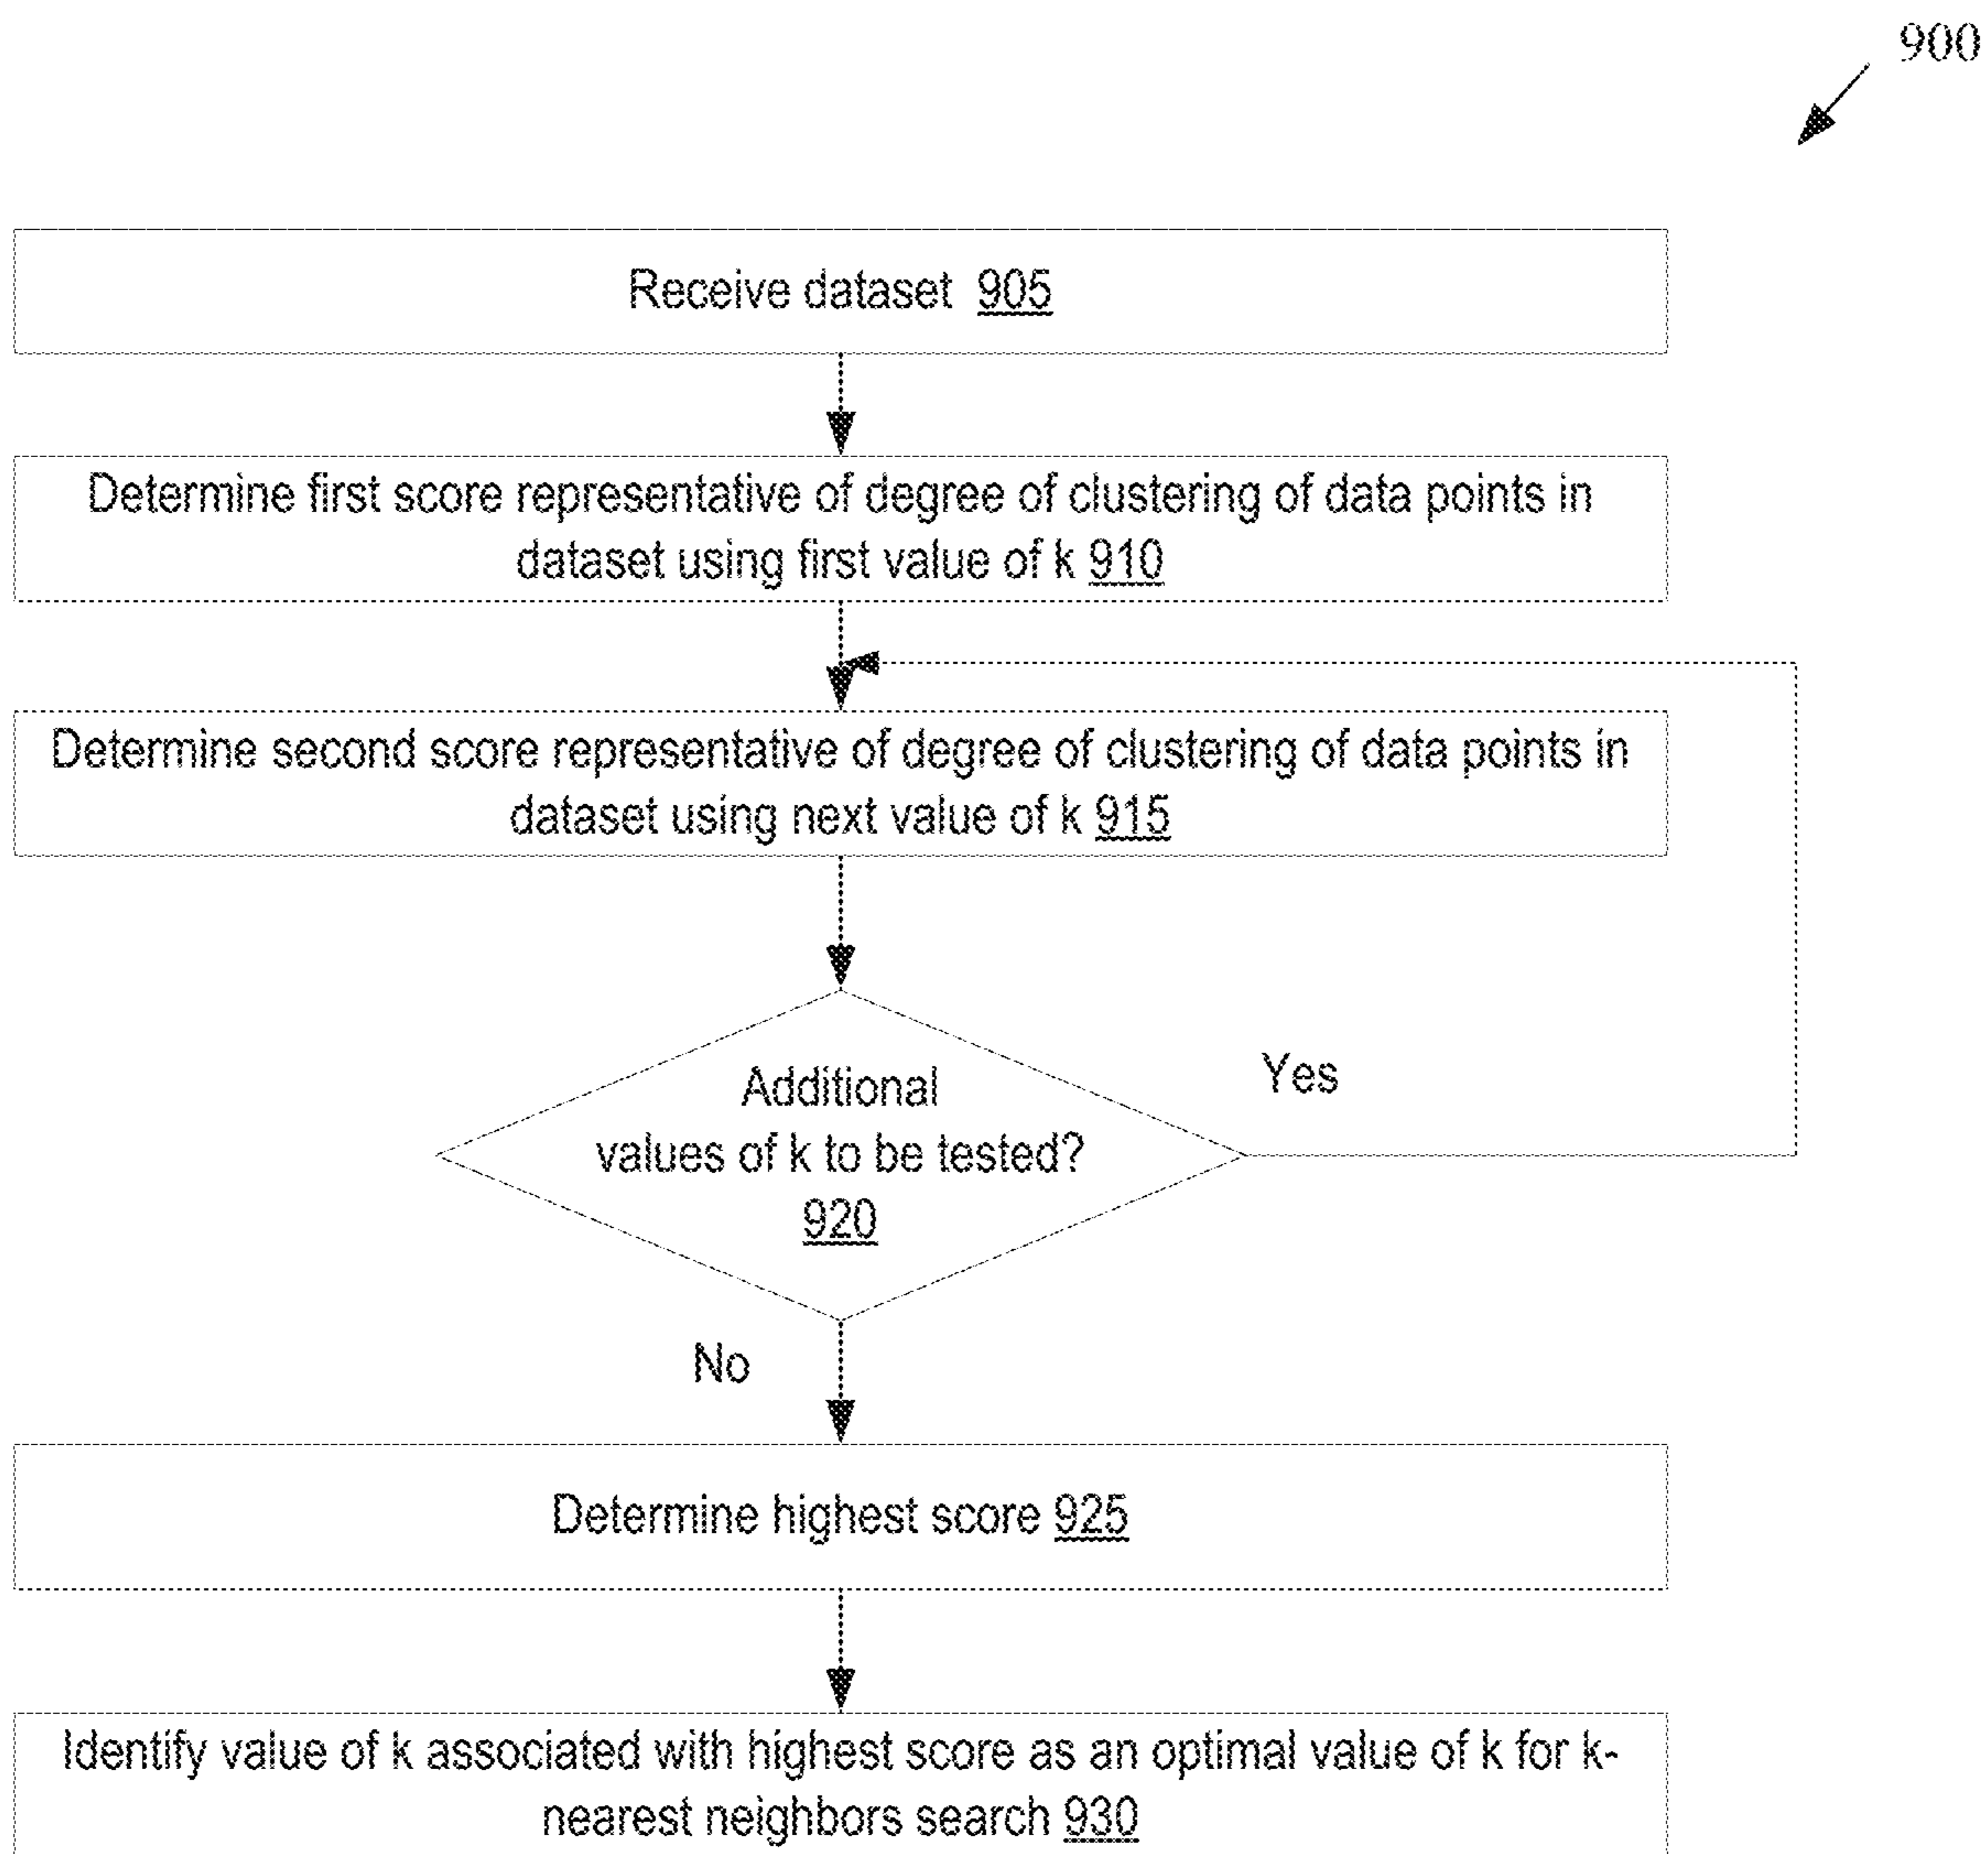 900
Receive dataset 905
Determine first score representative of degree of clustering of data points in
dataset using first value of k 910
Determine second score representative of degree of clustering of data points in
dataset using next value of k 915
Additional
values of k to be tested?
920
Yes
No
Determine highest score 925
Identify value of k associated with highest score as an optimal value of k for k-
nearest neighbors search 930